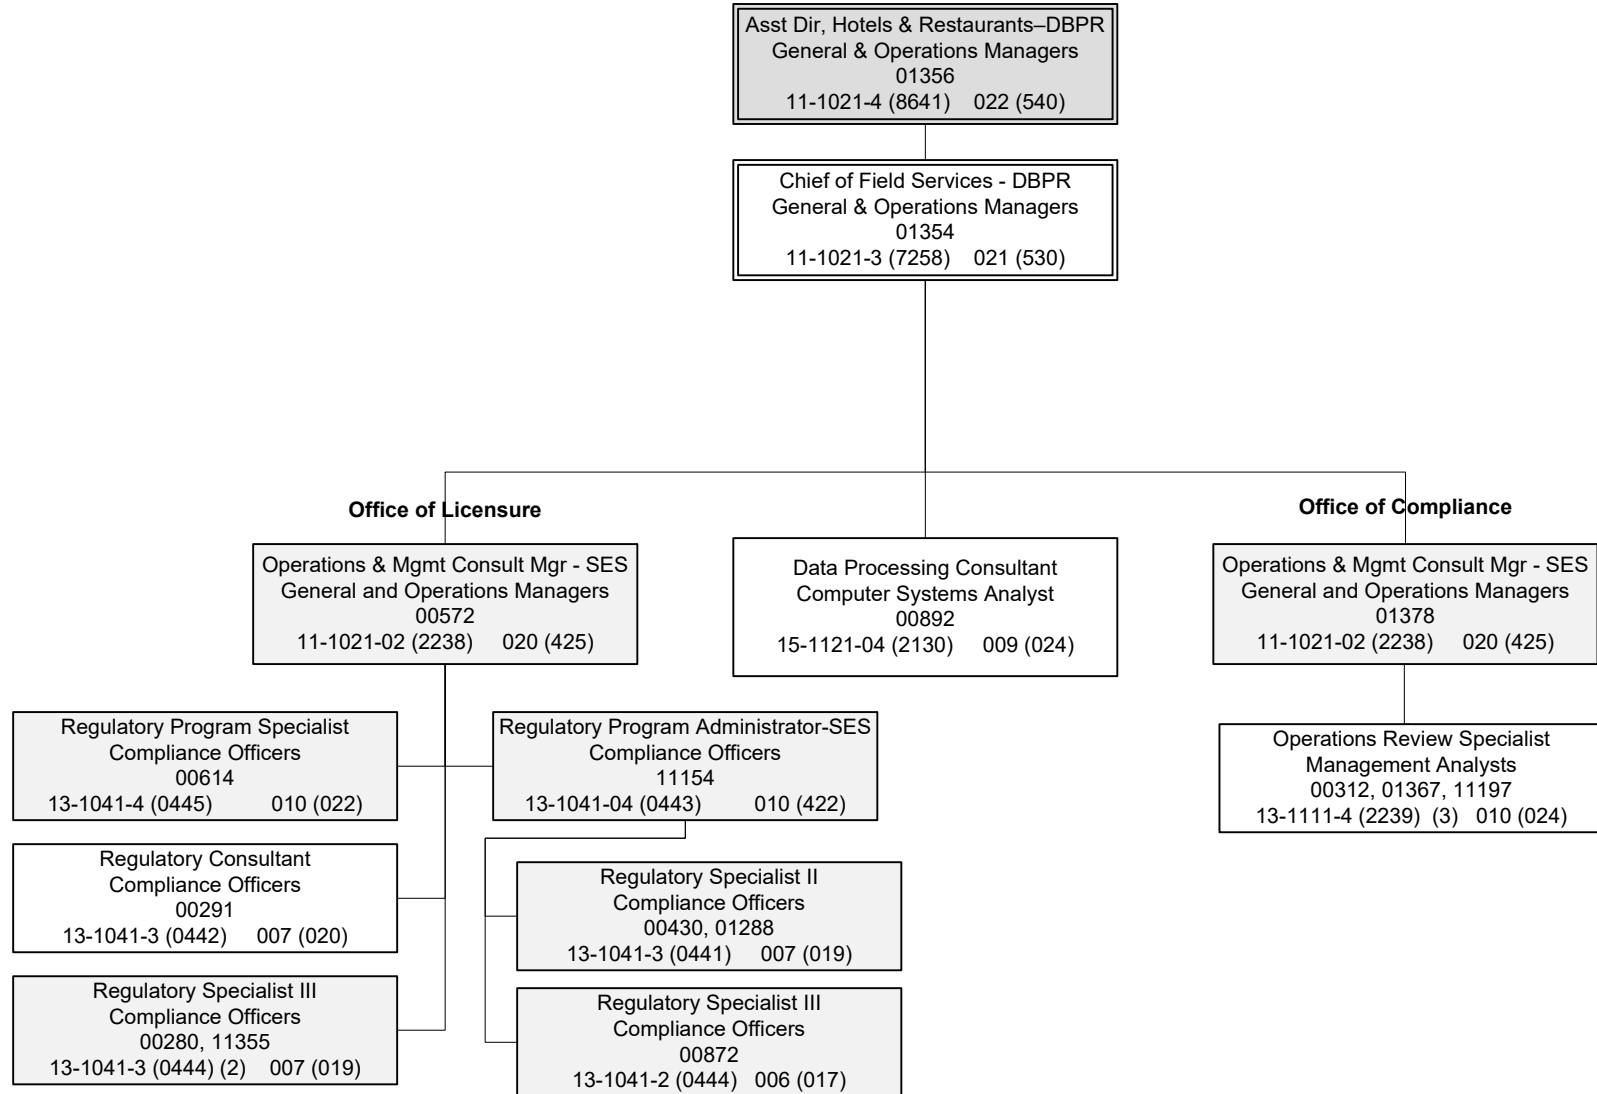 Asst Dir, Hotels & Restaurants–DBPR
General & Operations Managers
01356
11-1021-4 (8641) 022 (540)
Chief of Field Services - DBPR
General & Operations Managers
01354
11-1021-3 (7258) 021 (530)
Office of Licensure
Operations & Mgmt Consult Mgr - SES
General and Operations Managers
00572
11-1021-02 (2238) 020 (425)
Data Processing Consultant
Computer Systems Analyst
00892
15-1121-04 (2130) 009 (024)
Office of Compliance
Operations & Mgmt Consult Mgr - SES
General and Operations Managers
01378
11-1021-02 (2238) 020 (425)
Regulatory Program Specialist
Compliance Officers
00614
13-1041-4 (0445) 010 (022)
Regulatory Program Administrator-SES
Compliance Officers
11154
13-1041-04 (0443) 010 (422)
Operations Review Specialist
Management Analysts
00312, 01367, 11197
13-1111-4 (2239) (3) 010 (024)
Regulatory Consultant
Compliance Officers
00291
13-1041-3 (0442) 007 (020)
Regulatory Specialist II
Compliance Officers
00430, 01288
13-1041-3 (0441) 007 (019)
Regulatory Specialist III
Compliance Officers
00280, 11355
13-1041-3 (0444) (2) 007 (019)
Regulatory Specialist III
Compliance Officers
00872
13-1041-2 (0444) 006 (017)